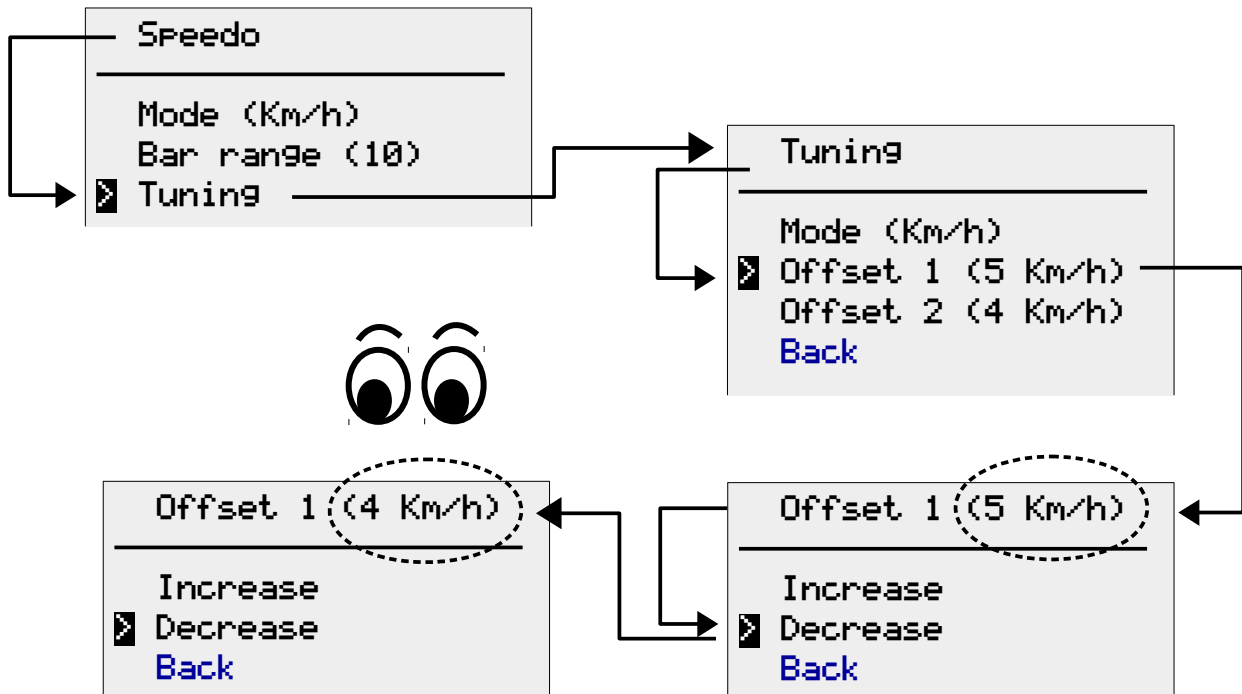 Speedo
Mode (Km/h)
Bar range (10)
> Tuning
Tuning
Mode (Km/h)
> Offset 1 (5 Km/h)
Offset 2 (4 Km/h)
Back
Offset 1 (4 Km/h)
Increase
> Decrease
Back
Offset 1 (5 Km/h)
Increase
> Decrease
Back